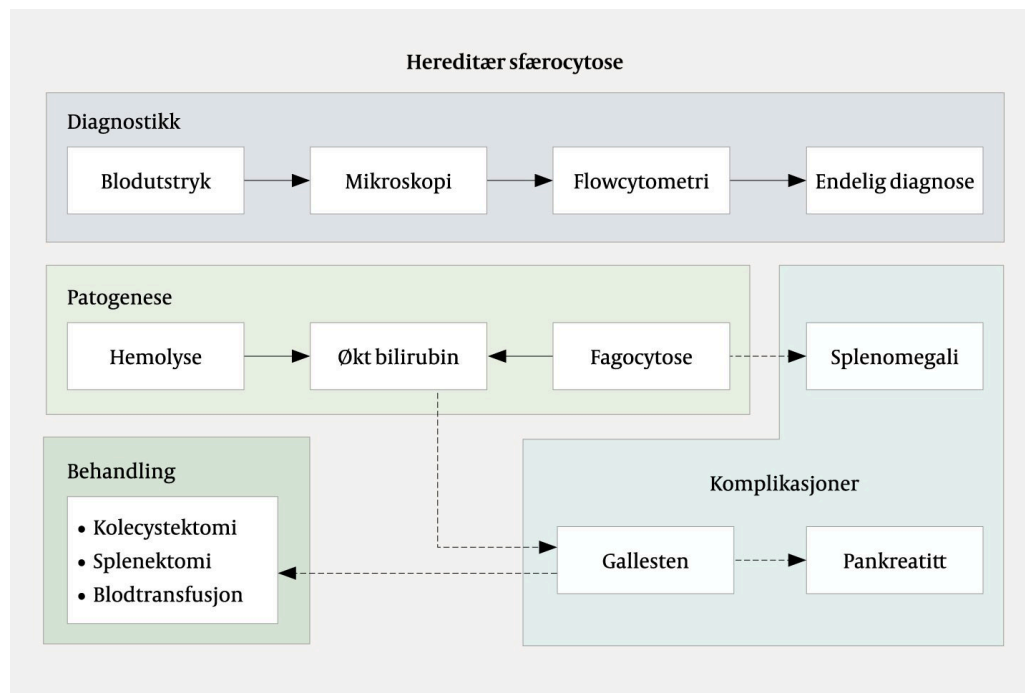 Hereditær sfærocytose
Diagnostikk
Blodutstryk
Mikroskopi
Flowcytometri
Endelig diagnose
Patogenese
Hemolyse
Økt bilirubin
Fagocytose
Splenomegali
Behandling
• Kolecystektomi
• Splenektomi
• Blodtransfusjon
Komplikasjoner
Gallesten
Pankreatitt